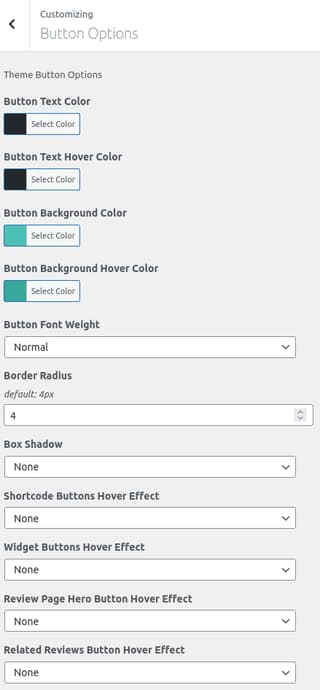 Customizing
Button Options
Theme Button Options
Button Text Color
Select Color
Button Text Hover Color
Select Color
Button Background Color
Select Color
Button Background Hover Color
Select Color
Button Font Weight
Normal
Border Radius
default: 4px
4
Box Shadow
None
Shortcode Buttons Hover Effect
None
Widget Buttons Hover Effect
None
Review Page Hero Button Hover Effect
None
Related Reviews Button Hover Effect
None